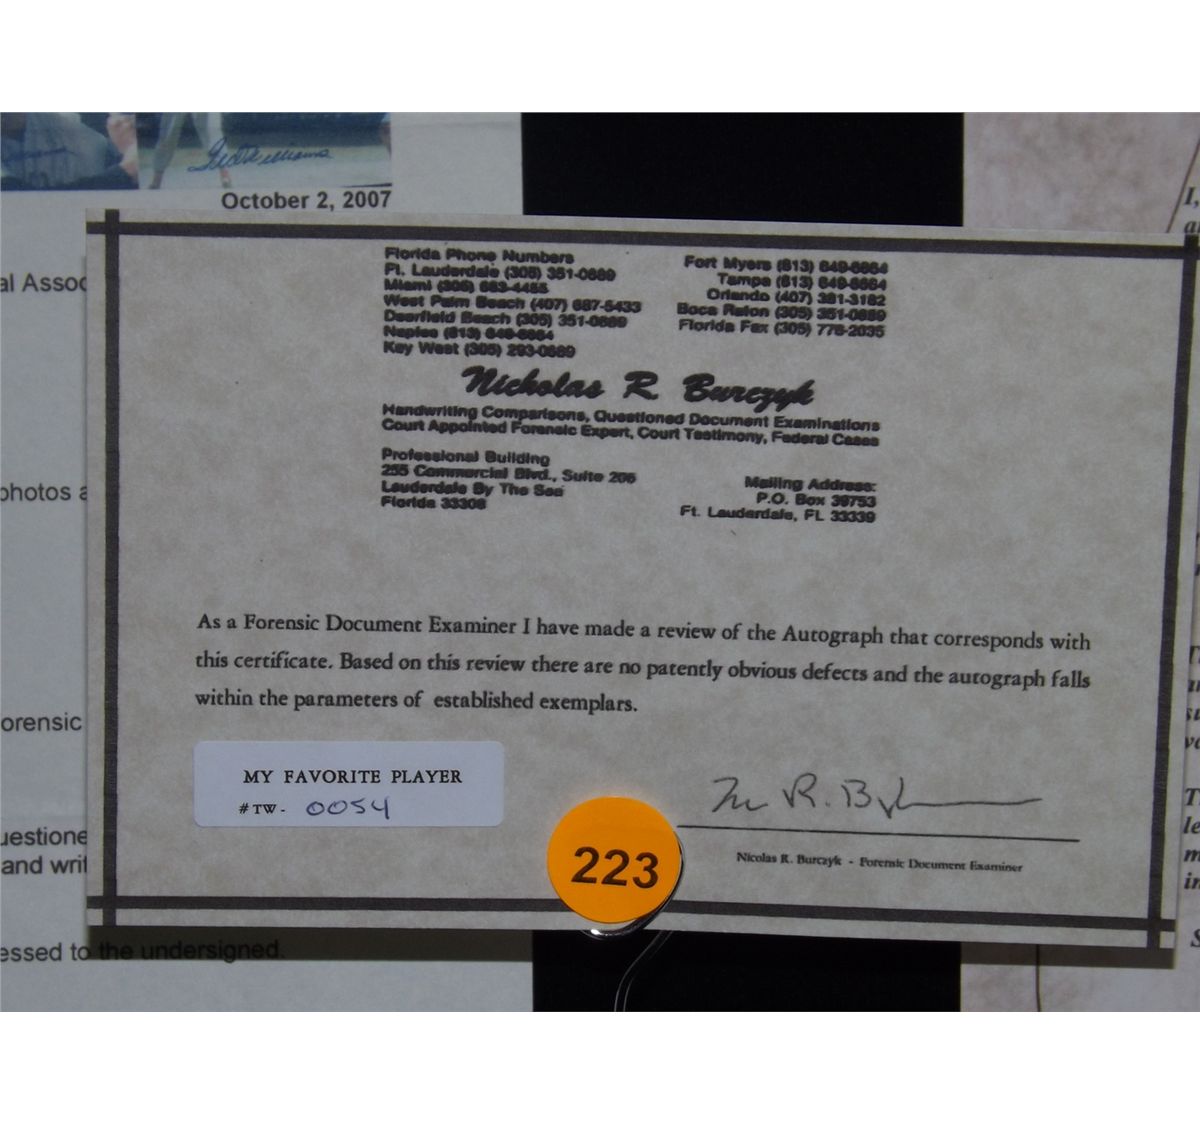 Ted Williams
October 2, 2007
Florida Phone Numbers
Ft. Lauderdale (305) 351-0889
Miami (305) 683-4485
West Palm Beach (407) 687-5433
Deerfield Beach (305) 351-0889
Naples (813) 649-6664
Key West (305) 293-0889
Fort Myers (813) 649-6664
Tampa (813) 649-6664
Orlando (407) 381-3182
Boca Raton (305) 351-0889
Florida Fax (305) 778-2035
Nicholas R. Burczyk
Handwriting Comparisons, Questioned Document Examinations
Court Appointed Forensic Expert, Court Testimony, Federal Cases
Professional Building
255 Commercial Blvd., Suite 206
Lauderdale By The Sea
Florida 33308
Mailing Address:
P.O. Box 39753
Ft. Lauderdale, FL 33339
As a Forensic Document Examiner I have made a review of the Autograph that corresponds with
this certificate. Based on this review there are no patently obvious defects and the autograph falls
within the parameters of established exemplars.
MY FAVORITE PLAYER
# TW - 0054
223
Nicolas R. Burczyk - Forensic Document Examiner
al Assoc
photos a
orensic
uestione
and writ
essed to the undersigned.